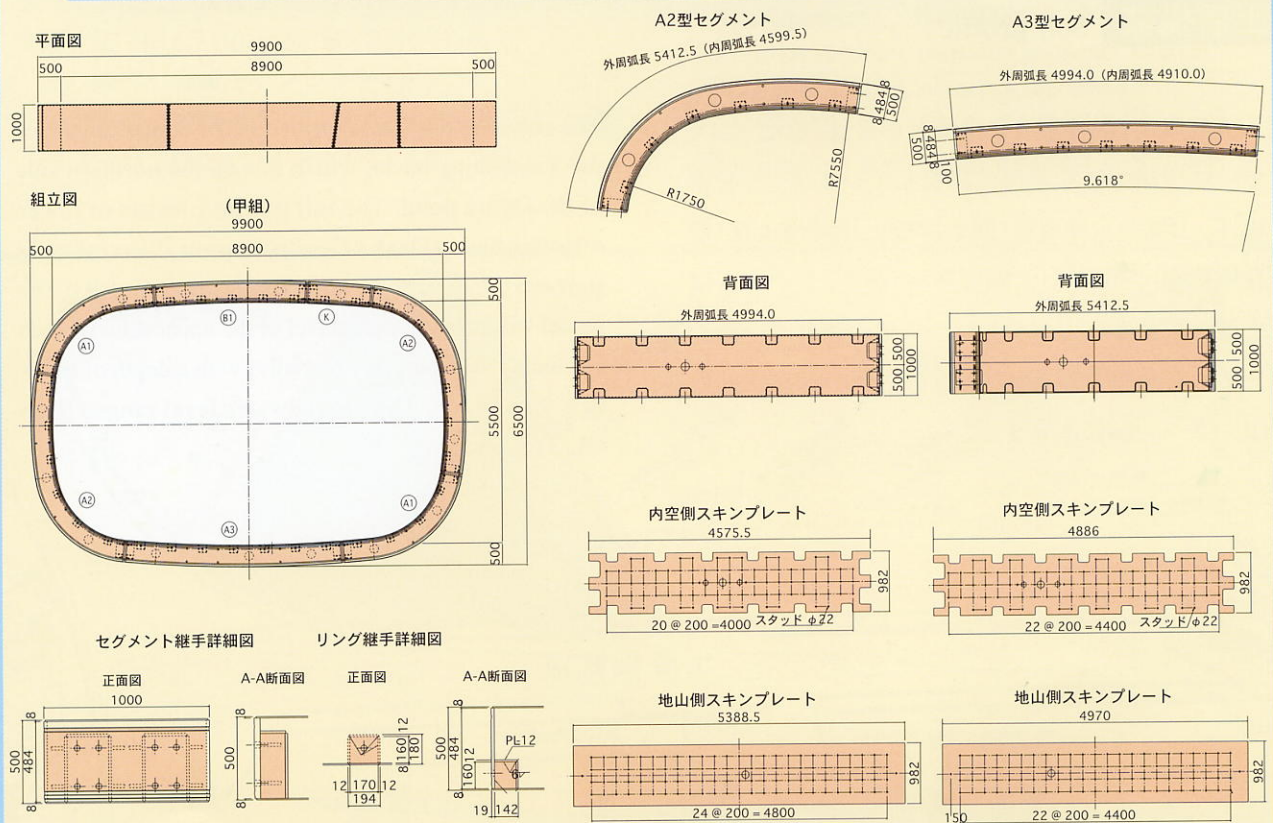 平面図
9900
500
8900
500
1000
組立図
(甲組)
9900
500
8900
500
500
5500
6500
500
B1
K
A1
A2
A2
A1
A3
A2型セグメント
外周弧長 5412.5 (内周弧長 4599.5)
8
484
8
500
R1750
R7550
A3型セグメント
外周弧長 4994.0 (内周弧長 4910.0)
8
484
8
500
100
9.618°
背面図
外周弧長 4994.0
500
500
1000
背面図
外周弧長 5412.5
500
500
1000
内空側スキンプレート
4575.5
982
20 @ 200 =4000
スタッド φ22
内空側スキンプレート
4886
982
22 @ 200 = 4400
スタッド φ22
地山側スキンプレート
5388.5
982
24 @ 200 = 4800
地山側スキンプレート
4970
982
150
22 @ 200 = 4400
セグメント継手詳細図
正面図
1000
8
500
484
8
A-A断面図
8
500
8
リング継手詳細図
正面図
12
160
180
8
12
170
12
194
A-A断面図
8
500
484
12
160
8
PL12
6
19
142